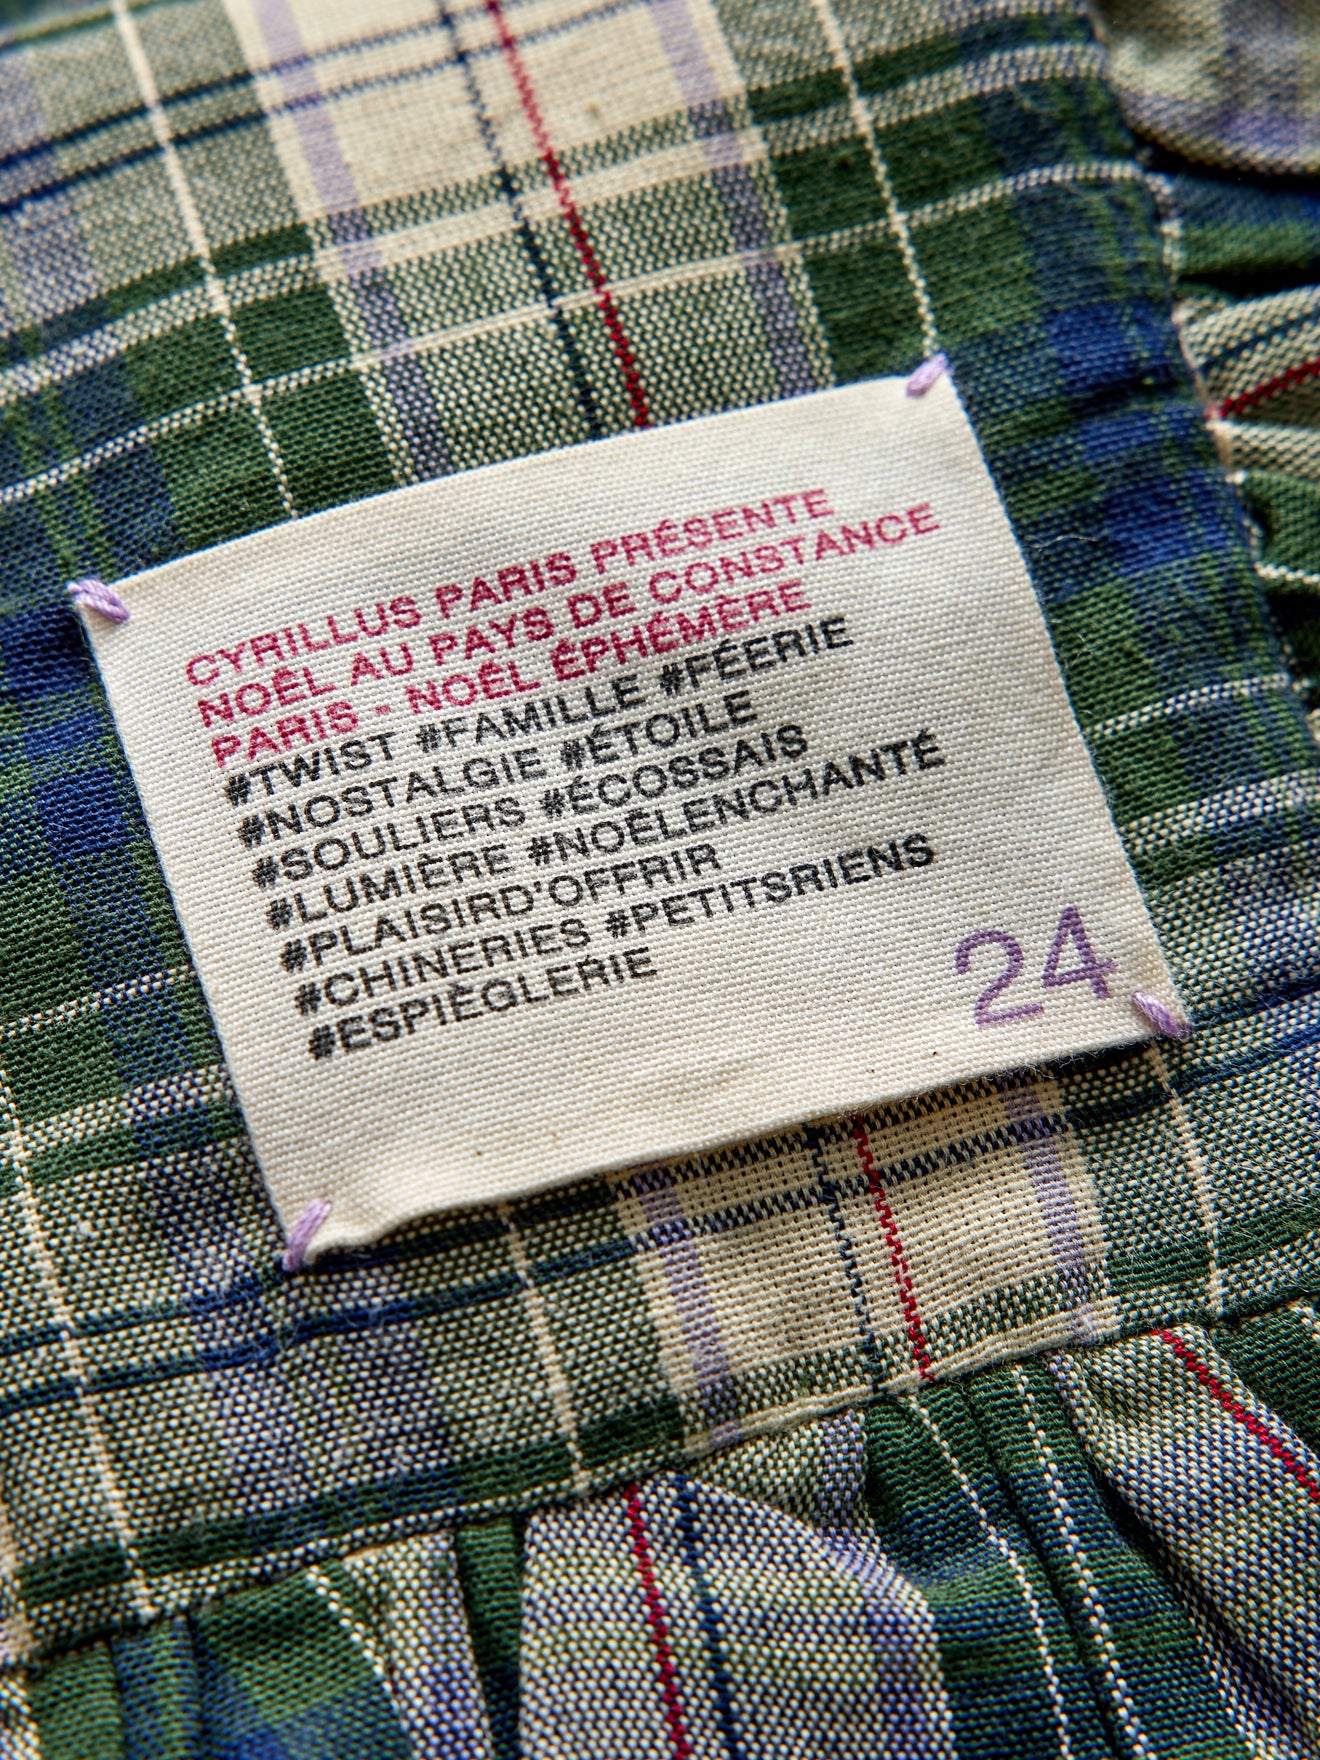 CYRILLUS PARIS PRÉSENTE
NOËL AU PAYS DE CONSTANCE
PARIS - NOËL ÉPHÉMÈRE
#TWIST #FAMILLE #FÉERIE
#NOSTALGIE #ÉTOILE
#SOULIERS #ÉCOSSAIS
#LUMIÈRE #NOËLENCHANTÉ
#PLAISIRD'OFFRIR
#CHINERIES #PETITSRIENS
#ESPIÈGLERIE
24